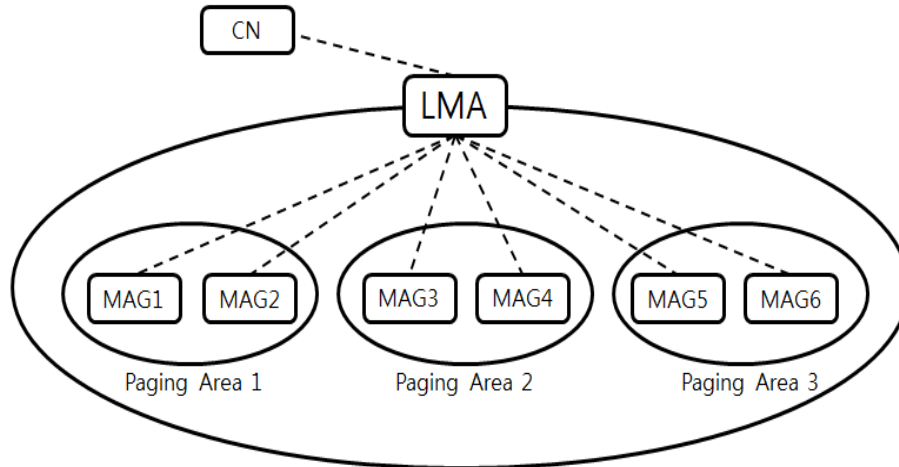 CN
LMA
MAG1
MAG2
MAG3
MAG4
MAG5
MAG6
Paging Area 1
Paging Area 2
Paging Area 3